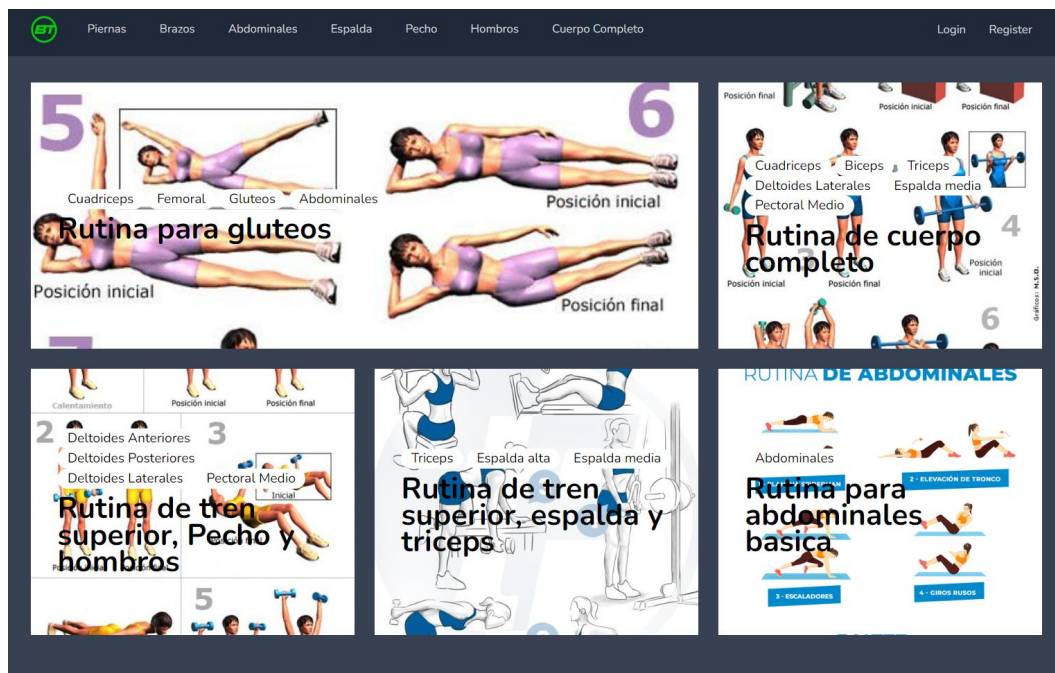 BT
Piernas Brazos Abdominales Espalda Pecho Hombros Cuerpo Completo Login Register
5
6
Posición inicial
Cuadriceps Femoral Gluteos Abdominales
Rutina para gluteos
Posición inicial
Posición final
Posición final
Posición inicial
Posición final
Cuadriceps Biceps Triceps
Deltoides Laterales Espalda media
Pectoral Medio
Rutina de cuerpo
completo
3
4
Posición inicial
Posición final
Posición
inicial
Gráficos: M.S.O.
6
Calentamiento
Posición inicial
Posición final
2
3
Deltoides Anteriores
Deltoides Posteriores
Deltoides Laterales Pectoral Medio
Inicial
Rutina de tren
superior, Pecho y
hombros
5
Triceps Espalda alta Espalda media
Rutina de tren
superior, espalda y
triceps
RUTINA DE ABDOMINALES
Abdominales
2 - ELEVACIÓN DE TRONCO
Rutina para
abdominales
basica
3 - ESCALADORES
4 - GIROS RUSOS